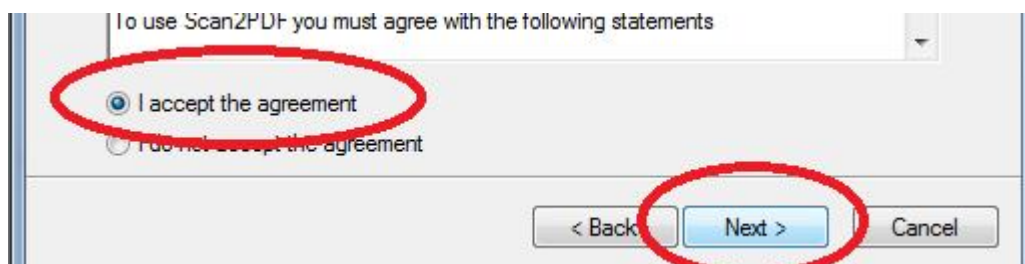 To use Scan2PDF you must agree with the following statements
I accept the agreement
I do not accept the agreement
< Back Next > Cancel